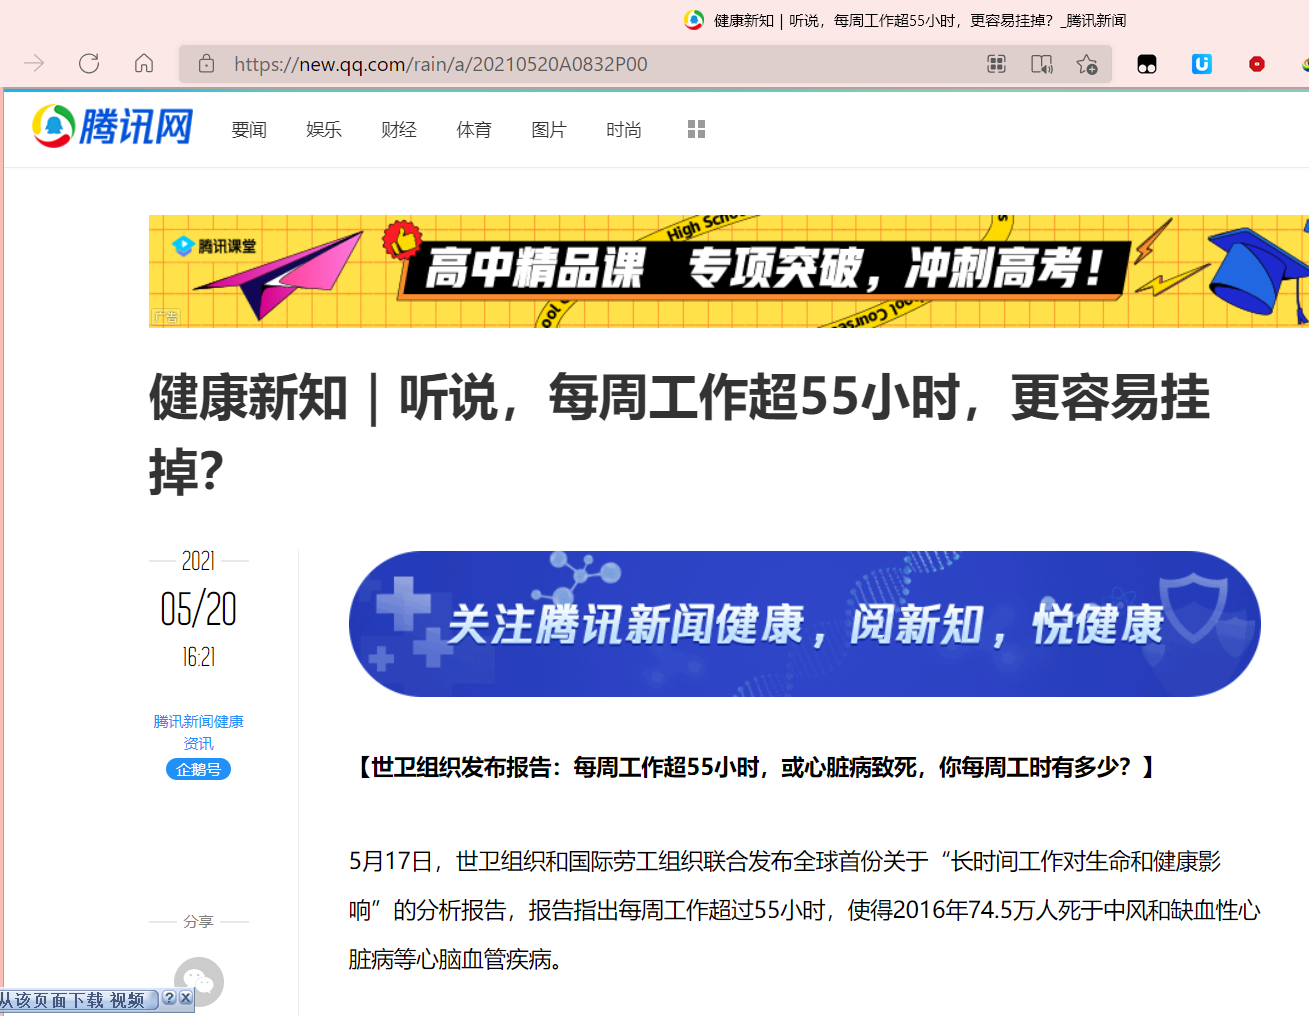 健康新知 | 听说，每周工作超55小时，更容易挂掉？_腾讯新闻
https://new.qq.com/rain/a/20210520A0832P00
腾讯网
要闻 娱乐 财经 体育 图片 时尚
腾讯课堂
High Scho
高中精品课 专项突破，冲刺高考！
广告
健康新知｜听说，每周工作超55小时，更容易挂
掉？
2021
05/20
16:21
关注腾讯新闻健康，阅新知，悦健康
腾讯新闻健康
资讯
企鹅号
【世卫组织发布报告：每周工作超55小时，或心脏病致死，你每周工时有多少？】
5月17日，世卫组织和国际劳工组织联合发布全球首份关于“长时间工作对生命和健康影
响”的分析报告，报告指出每周工作超过55小时，使得2016年74.5万人死于中风和缺血性心
脏病等心脑血管疾病。
分享
从该页面下载 视频 ? X